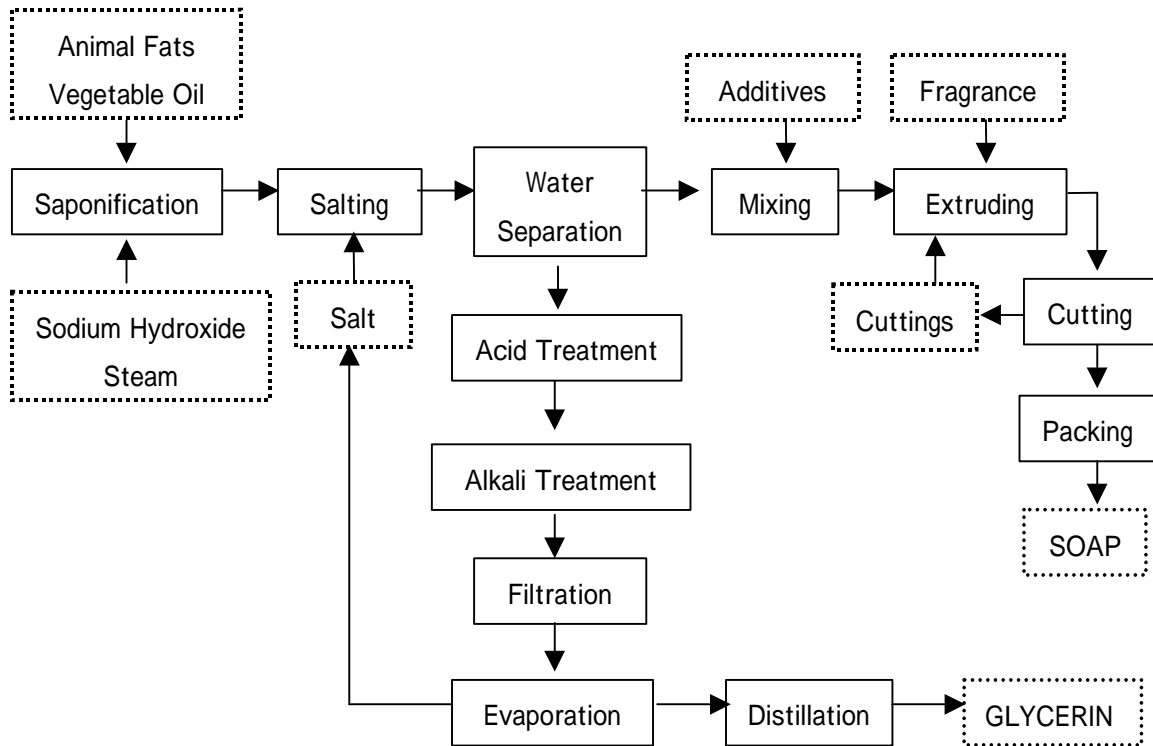 Animal Fats
Vegetable Oil
Additives
Fragrance
Saponification
Salting
Water
Separation
Mixing
Extruding
Sodium Hydroxide
Steam
Salt
Cuttings
Cutting
Acid Treatment
Packing
Alkali Treatment
SOAP
Filtration
Evaporation
Distillation
GLYCERIN